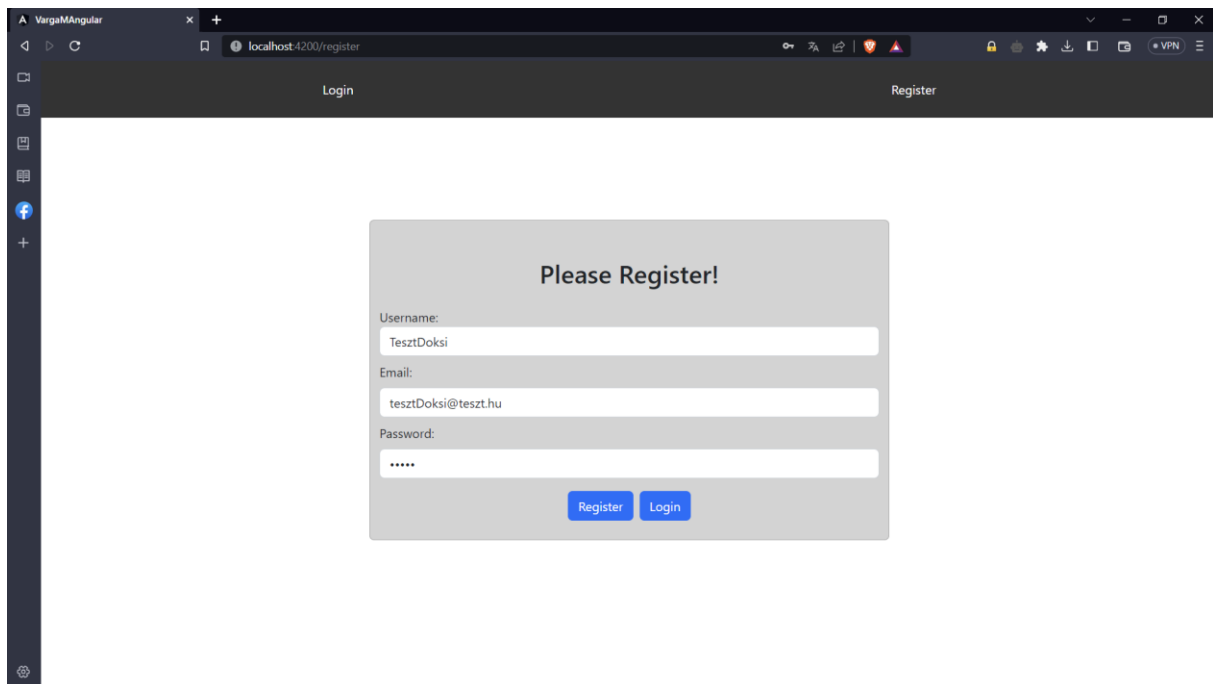 VargaMAngular
localhost:4200/register
VPN
Login Register
Please Register!
Username:
TesztDoksi
Email:
tesztDoksi@teszt.hu
Password:
•••••
Register Login